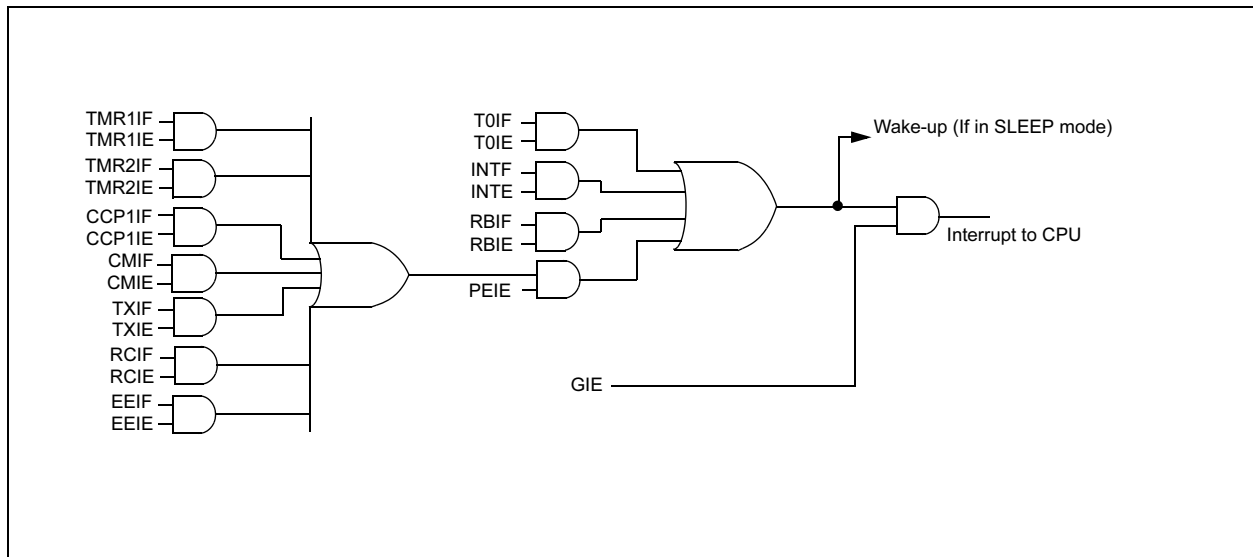 TMR1IF
TMR1IE
TMR2IF
TMR2IE
CCP1IF
CCP1IE
CMIF
CMIE
TXIF
TXIE
RCIF
RCIE
EEIF
EEIE
T0IF
T0IE
INTF
INTE
RBIF
RBIE
PEIE
GIE
Wake-up (If in SLEEP mode)
Interrupt to CPU